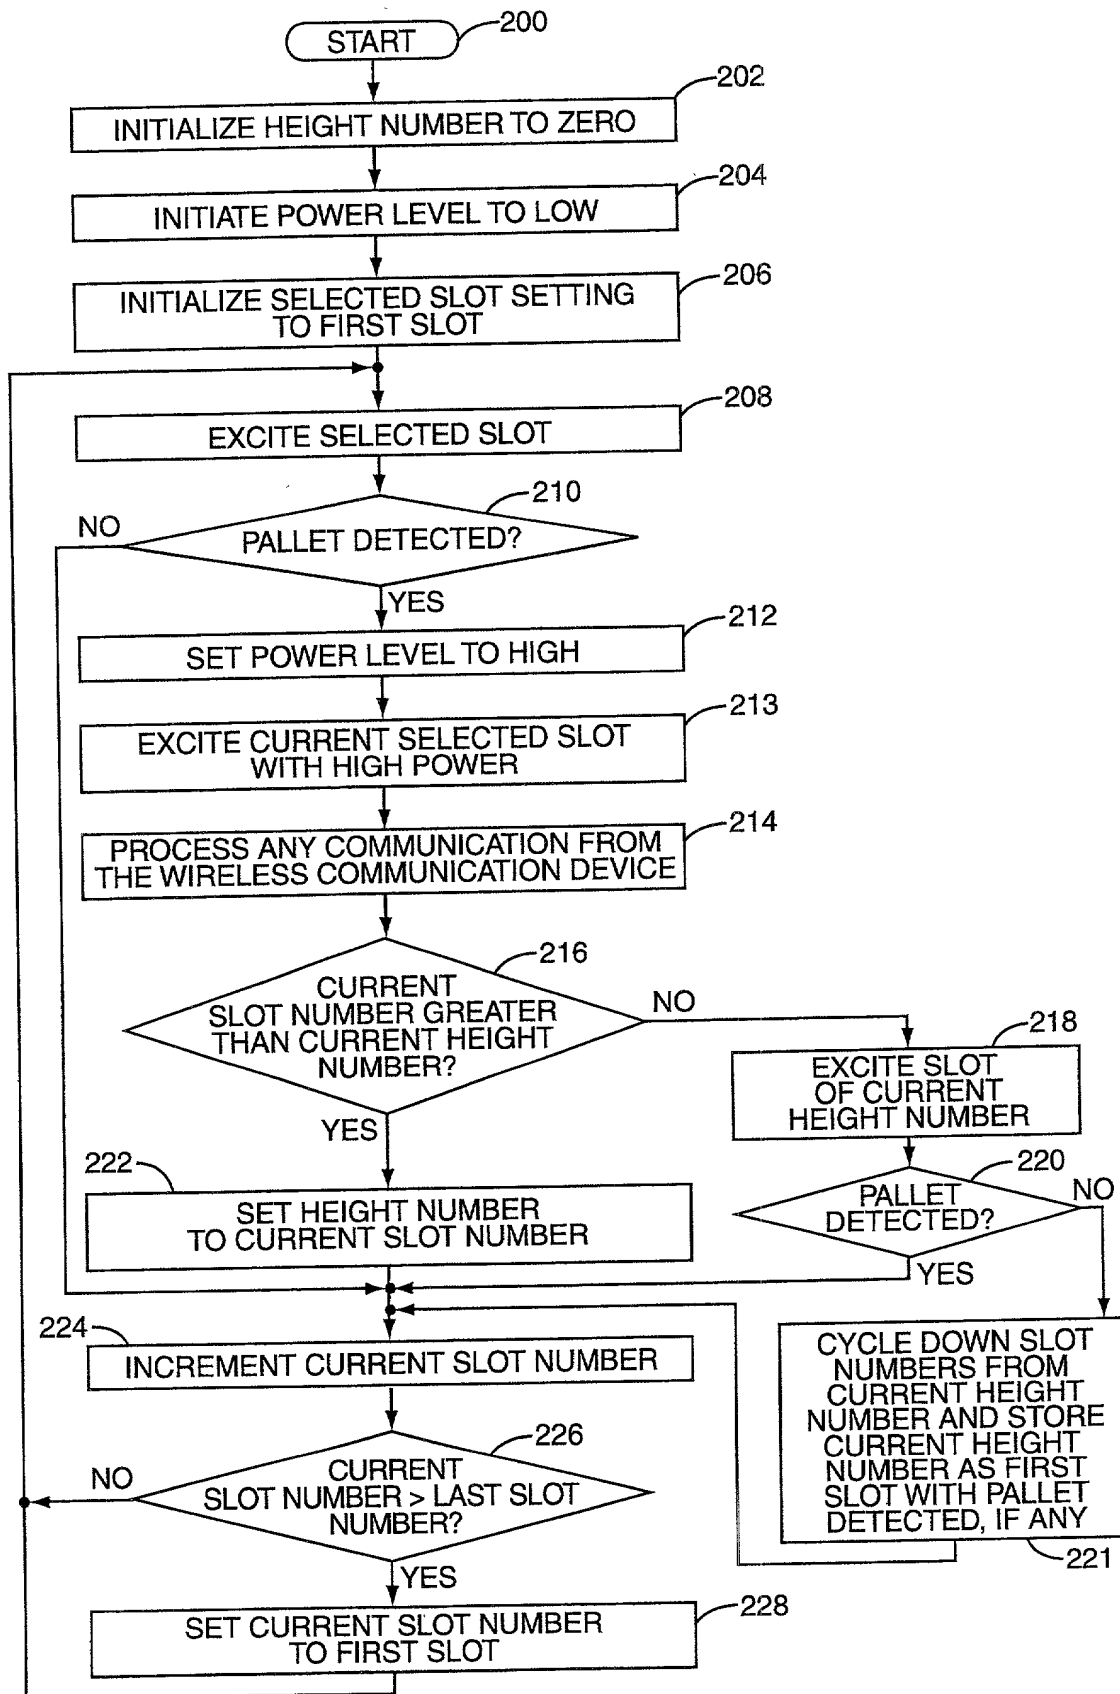 START
200
202
INITIALIZE HEIGHT NUMBER TO ZERO
204
INITIATE POWER LEVEL TO LOW
206
INITIALIZE SELECTED SLOT SETTING
TO FIRST SLOT
208
EXCITE SELECTED SLOT
210
NO
PALLET DETECTED?
YES
212
SET POWER LEVEL TO HIGH
213
EXCITE CURRENT SELECTED SLOT
WITH HIGH POWER
214
PROCESS ANY COMMUNICATION FROM
THE WIRELESS COMMUNICATION DEVICE
216
CURRENT
SLOT NUMBER GREATER
THAN CURRENT HEIGHT
NUMBER?
NO
218
EXCITE SLOT
OF CURRENT
HEIGHT NUMBER
YES
220
PALLET
DETECTED?
NO
YES
222
SET HEIGHT NUMBER
TO CURRENT SLOT NUMBER
224
INCREMENT CURRENT SLOT NUMBER
CYCLE DOWN SLOT
NUMBERS FROM
CURRENT HEIGHT
NUMBER AND STORE
CURRENT HEIGHT
NUMBER AS FIRST
SLOT WITH PALLET
DETECTED, IF ANY
221
226
NO
CURRENT
SLOT NUMBER > LAST SLOT
NUMBER?
YES
228
SET CURRENT SLOT NUMBER
TO FIRST SLOT